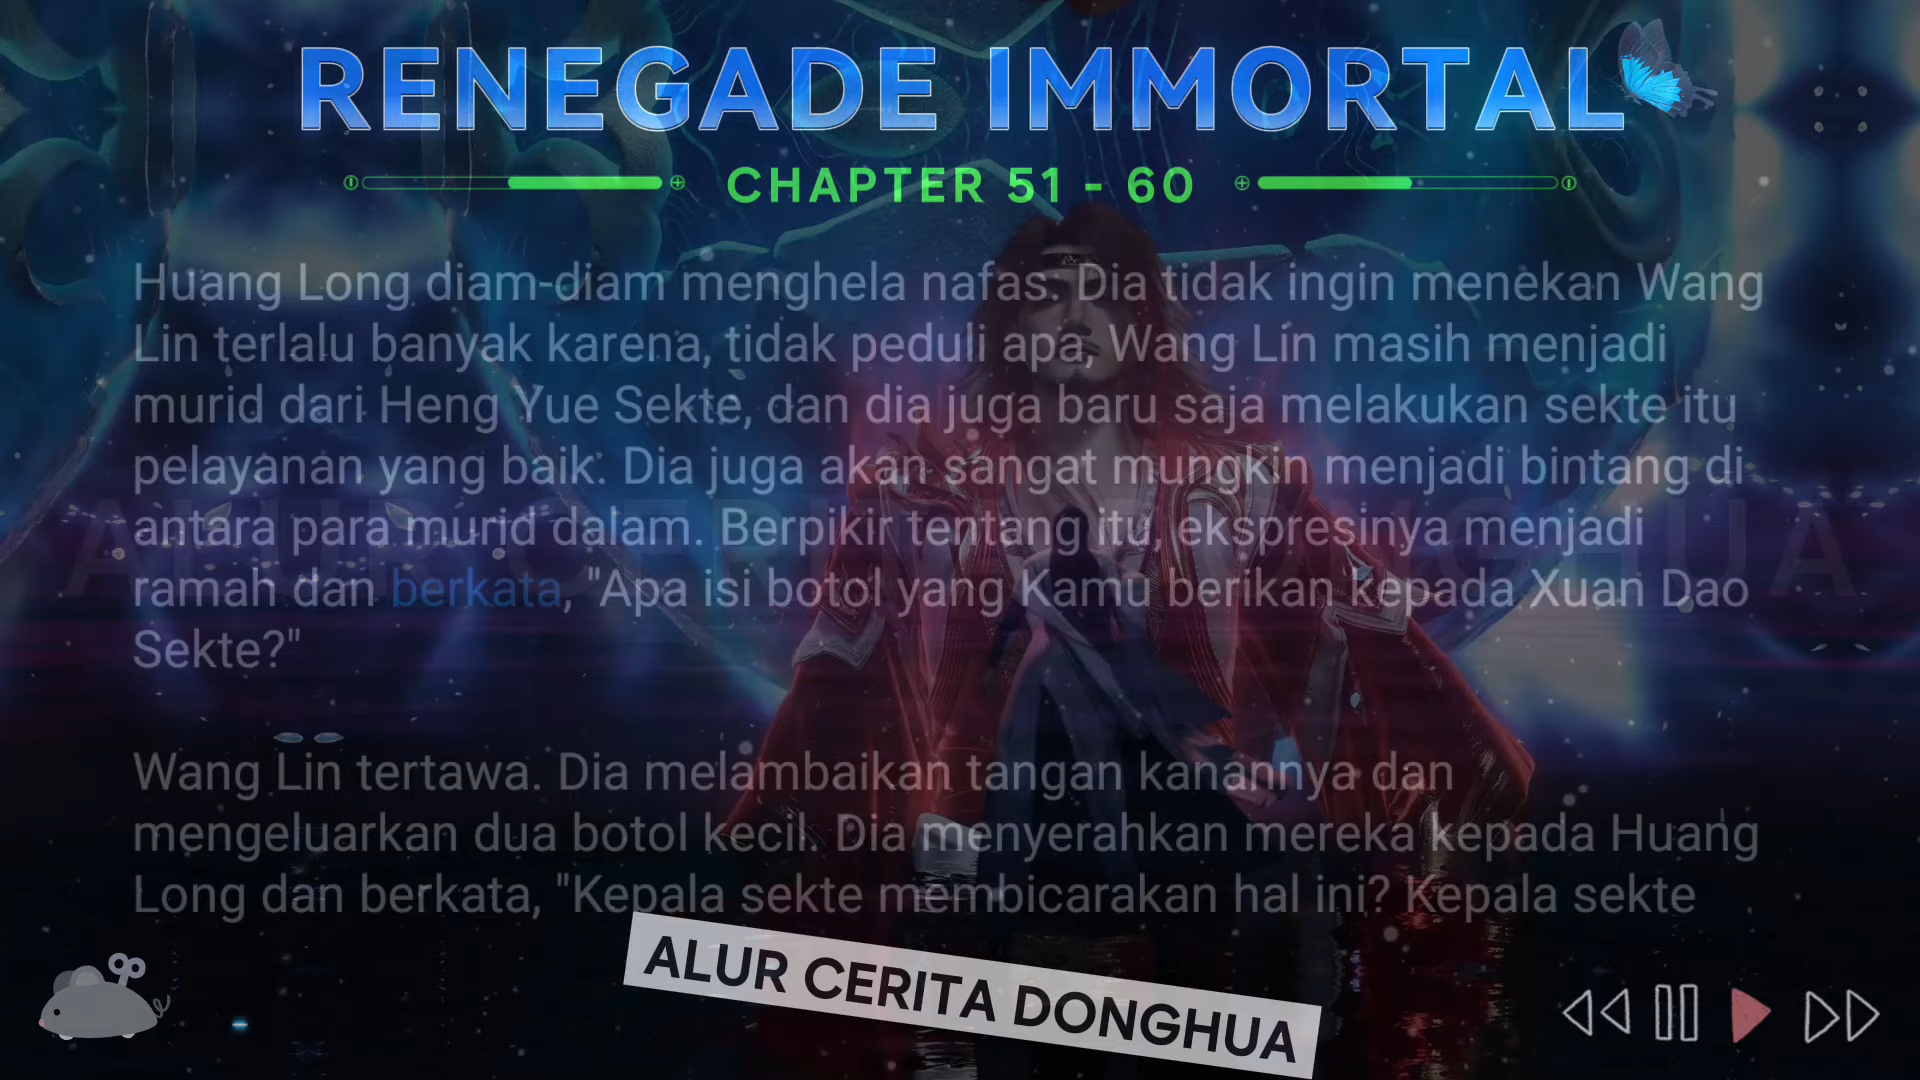 RENEGADE IMMORTAL
CHAPTER 51 - 60
Huang Long diam-diam menghela nafas. Dia tidak ingin menekan Wang
Lin terlalu banyak karena, tidak peduli apa, Wang Lin masih menjadi
murid dari Heng Yue Sekte, dan dia juga baru saja melakukan sekte itu
pelayanan yang baik. Dia juga akan sangat mungkin menjadi bintang di
antara para murid dalam. Berpikir tentang itu, ekspresinya menjadi
ramah dan berkata, "Apa isi botol yang Kamu berikan kepada Xuan Dao
Sekte?"
Wang Lin tertawa. Dia melambaikan tangan kanannya dan
mengeluarkan dua botol kecil. Dia menyerahkan mereka kepada Huang
Long dan berkata, "Kepala sekte membicarakan hal ini? Kepala sekte
ALUR CERITA DONGHUA
ALUR CERITA DONGHUA